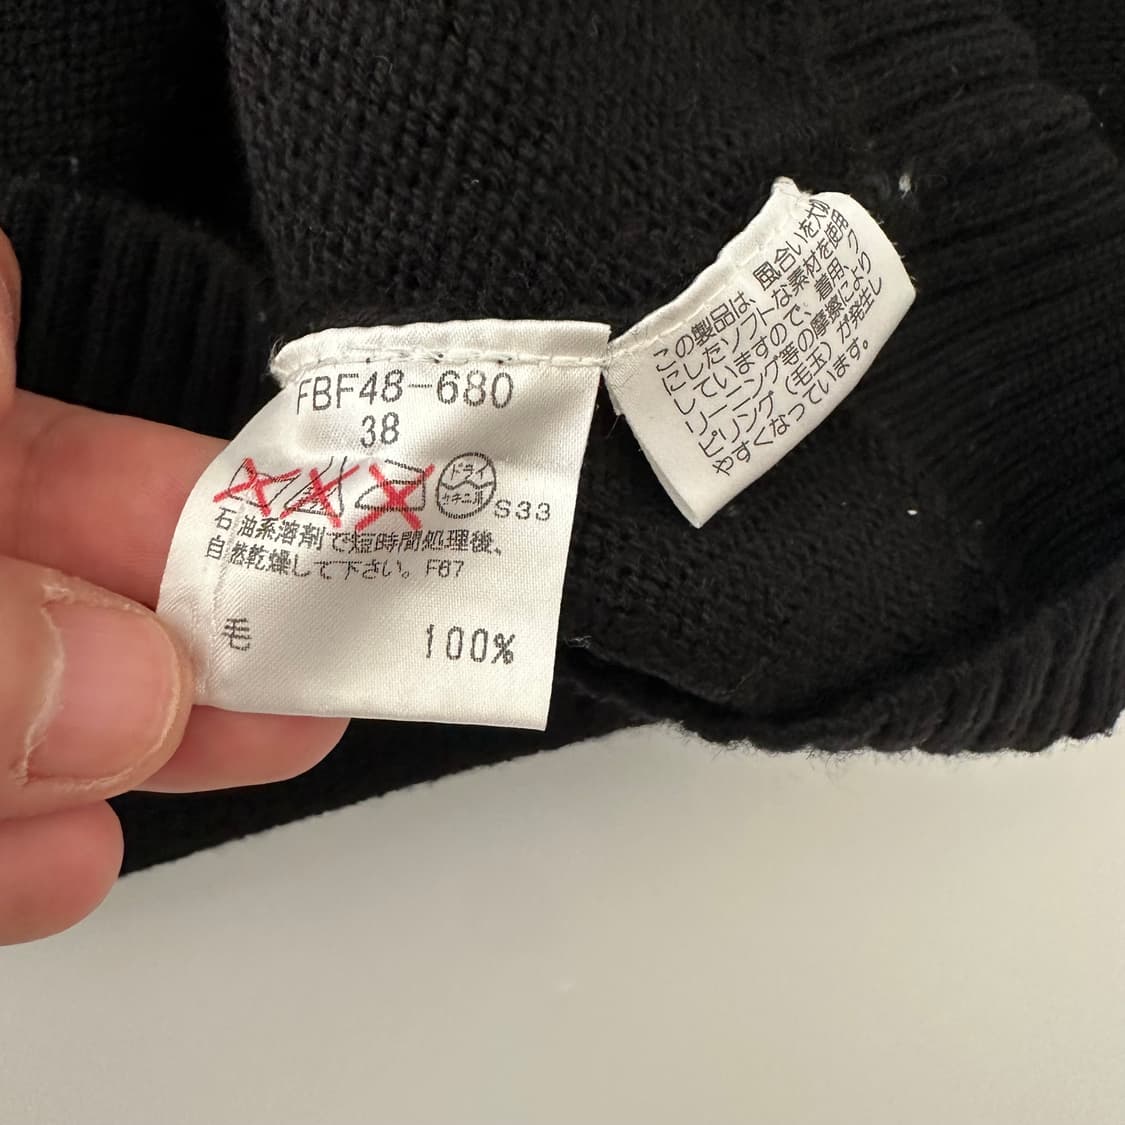 FBF48-680
38
ドライ
S33
石油系溶剤で短時間処理後、
自然乾燥して下さい。F67
毛 100%
この製品は、風合いを大切
にしたソフトな素材を使用
していますので、着用、ク
リーニング等の摩擦により
ピリング(毛玉)が発生し
やすくなっています。